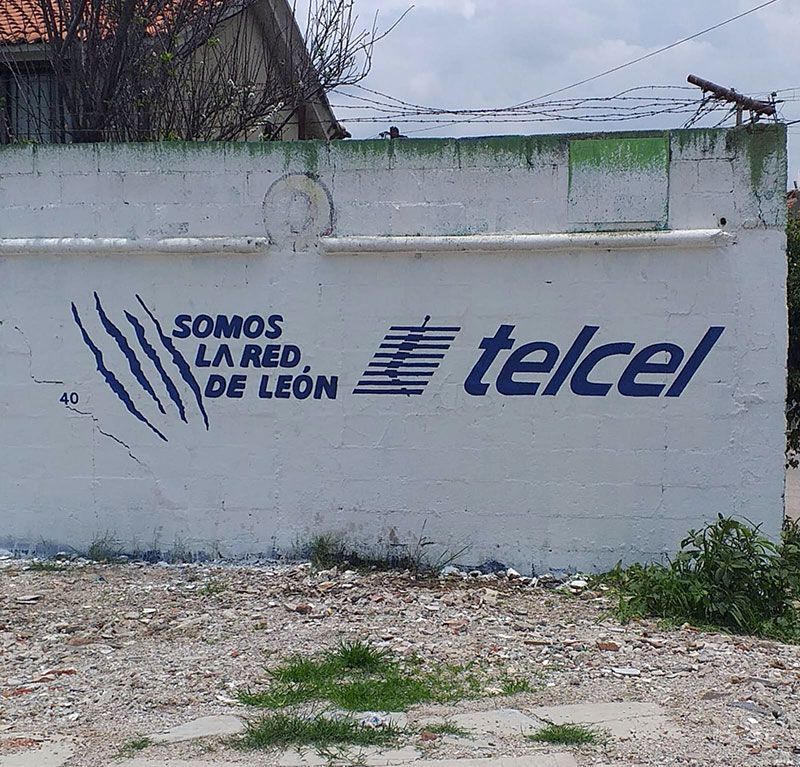 SOMOS
LA RED
DE LEÓN
telcel
40